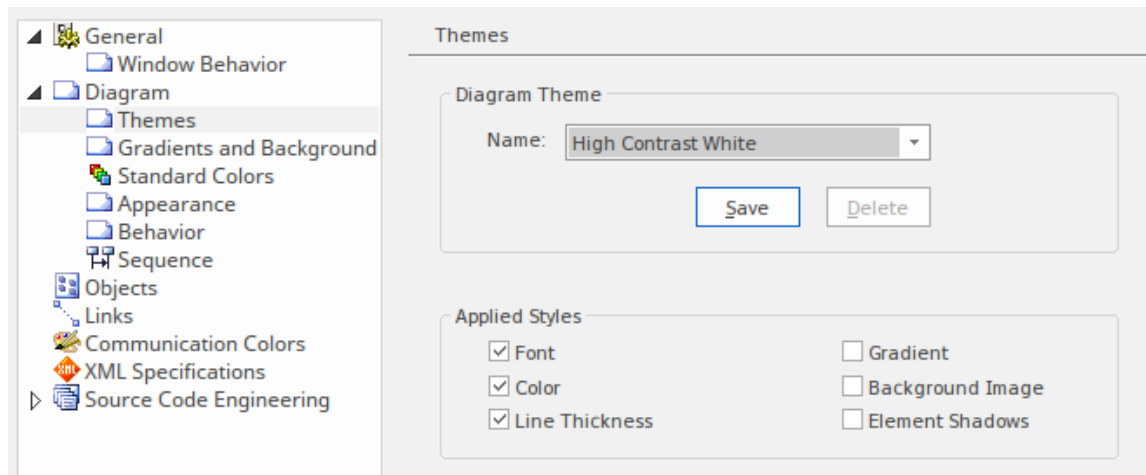 General
Window Behavior
Diagram
Themes
Gradients and Background
Standard Colors
Appearance
Behavior
Sequence
Objects
Links
Communication Colors
XML Specifications
Source Code Engineering
Themes
Diagram Theme
Name: High Contrast White
Save Delete
Applied Styles
Font Gradient
Color Background Image
Line Thickness Element Shadows